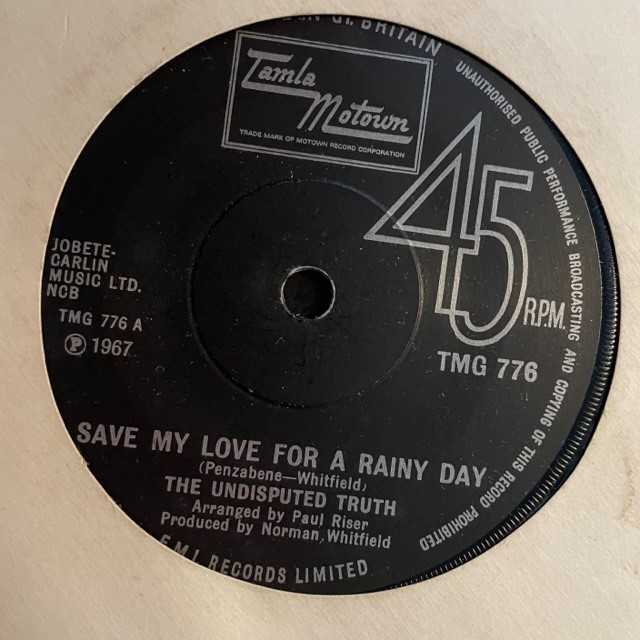 GT. BRITAIN
UNAUTHORISED PUBLIC PERFORMANCE BROADCASTING AND COPYING OF THIS RECORD PROHIBITED
Tamla
Motown
TRADE MARK OF MOTOWN RECORD CORPORATION
45
R.P.M.
JOBETE-
CARLIN
MUSIC LTD.
NCB
TMG 776 A
℗ 1967
TMG 776
SAVE MY LOVE FOR A RAINY DAY
(Penzabene—Whitfield)
THE UNDISPUTED TRUTH
Arranged by Paul Riser
Produced by Norman Whitfield
E.M.I. RECORDS LIMITED